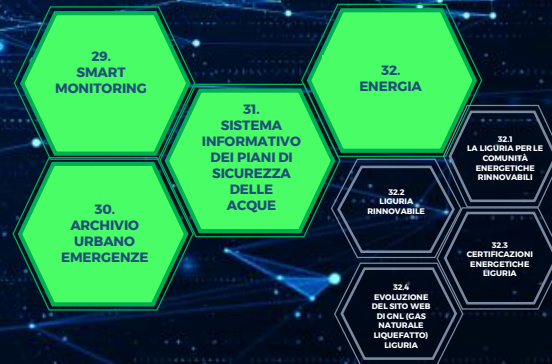 29.
SMART
MONITORING
30.
ARCHIVIO
URBANO
EMERGENZE
31.
SISTEMA
INFORMATIVO
DEI PIANI DI
SICUREZZA
DELLE
ACQUE
32.
ENERGIA
32.1
LA LIGURIA PER LE
COMUNITÀ
ENERGETICHE
RINNOVABILI
32.2
LIGURIA
RINNOVABILE
32.3
CERTIFICAZIONI
ENERGETICHE
LIGURIA
32.4
EVOLUZIONE
DEL SITO WEB
DI GNL (GAS
NATURALE
LIQUEFATTO)
LIGURIA